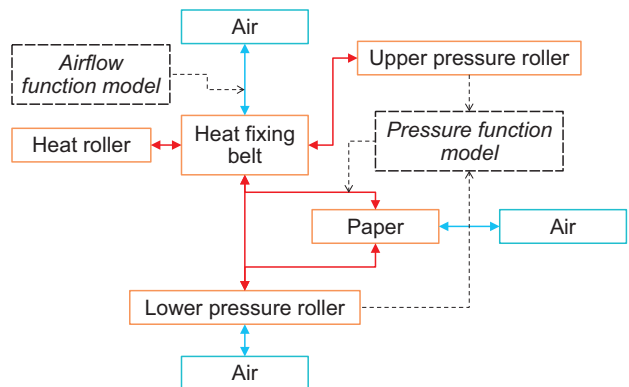 Air
Airflow
function model
Upper pressure roller
Heat roller
Heat fixing
belt
Pressure function
model
Paper
Air
Lower pressure roller
Air